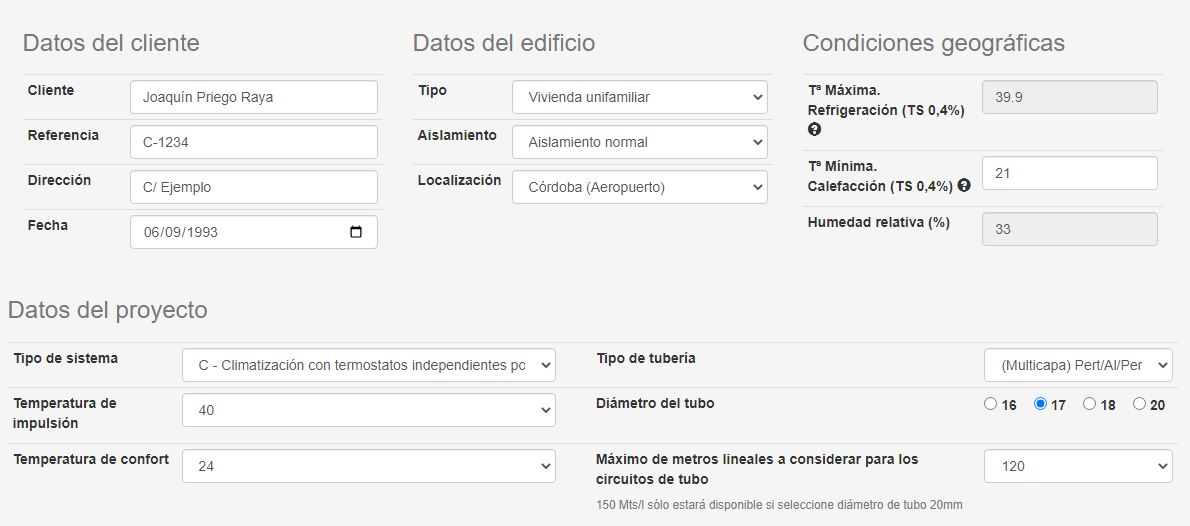 Datos del cliente
Cliente
Joaquín Priego Raya
Referencia
C-1234
Dirección
C/ Ejemplo
Fecha
06/09/1993
Datos del edificio
Tipo
Vivienda unifamiliar
Aislamiento
Aislamiento normal
Localización
Córdoba (Aeropuerto)
Condiciones geográficas
Tª Máxima.
Refrigeración (TS 0,4%)
39.9
Tª Mínima.
Calefacción (TS 0,4%)
21
Humedad relativa (%)
33
Datos del proyecto
Tipo de sistema
C - Climatización con termostatos independientes po
Tipo de tubería
(Multicapa) Pert/Al/Per
Temperatura de
impulsión
40
Diámetro del tubo
16 17 18 20
Temperatura de confort
24
Máximo de metros lineales a considerar para los
circuitos de tubo
120
150 Mts/l sólo estará disponible si seleccione diámetro de tubo 20mm